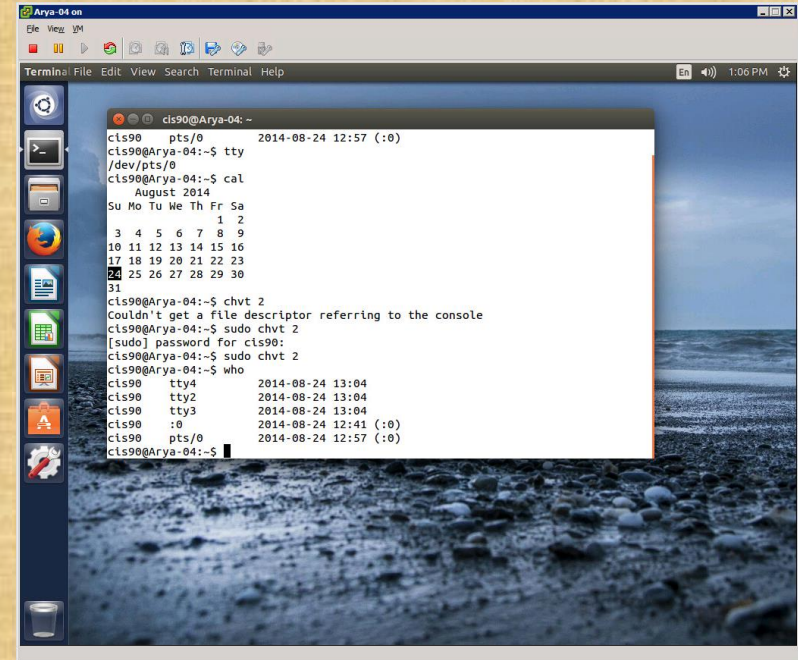 Arya-04 on
File View VM
Terminal File Edit View Search Terminal Help En 1:06 PM
cis90@Arya-04: ~
cis90 pts/0 2014-08-24 12:57 (:0)
cis90@Arya-04:~$ tty
/dev/pts/0
cis90@Arya-04:~$ cal
August 2014
Su Mo Tu We Th Fr Sa
1 2
3 4 5 6 7 8 9
10 11 12 13 14 15 16
17 18 19 20 21 22 23
24 25 26 27 28 29 30
31
cis90@Arya-04:~$ chvt 2
Couldn't get a file descriptor referring to the console
cis90@Arya-04:~$ sudo chvt 2
[sudo] password for cis90:
cis90@Arya-04:~$ sudo chvt 2
cis90@Arya-04:~$ who
cis90 tty4 2014-08-24 13:04
cis90 tty2 2014-08-24 13:04
cis90 tty3 2014-08-24 13:04
cis90 :0 2014-08-24 12:41 (:0)
cis90 pts/0 2014-08-24 12:57 (:0)
cis90@Arya-04:~$